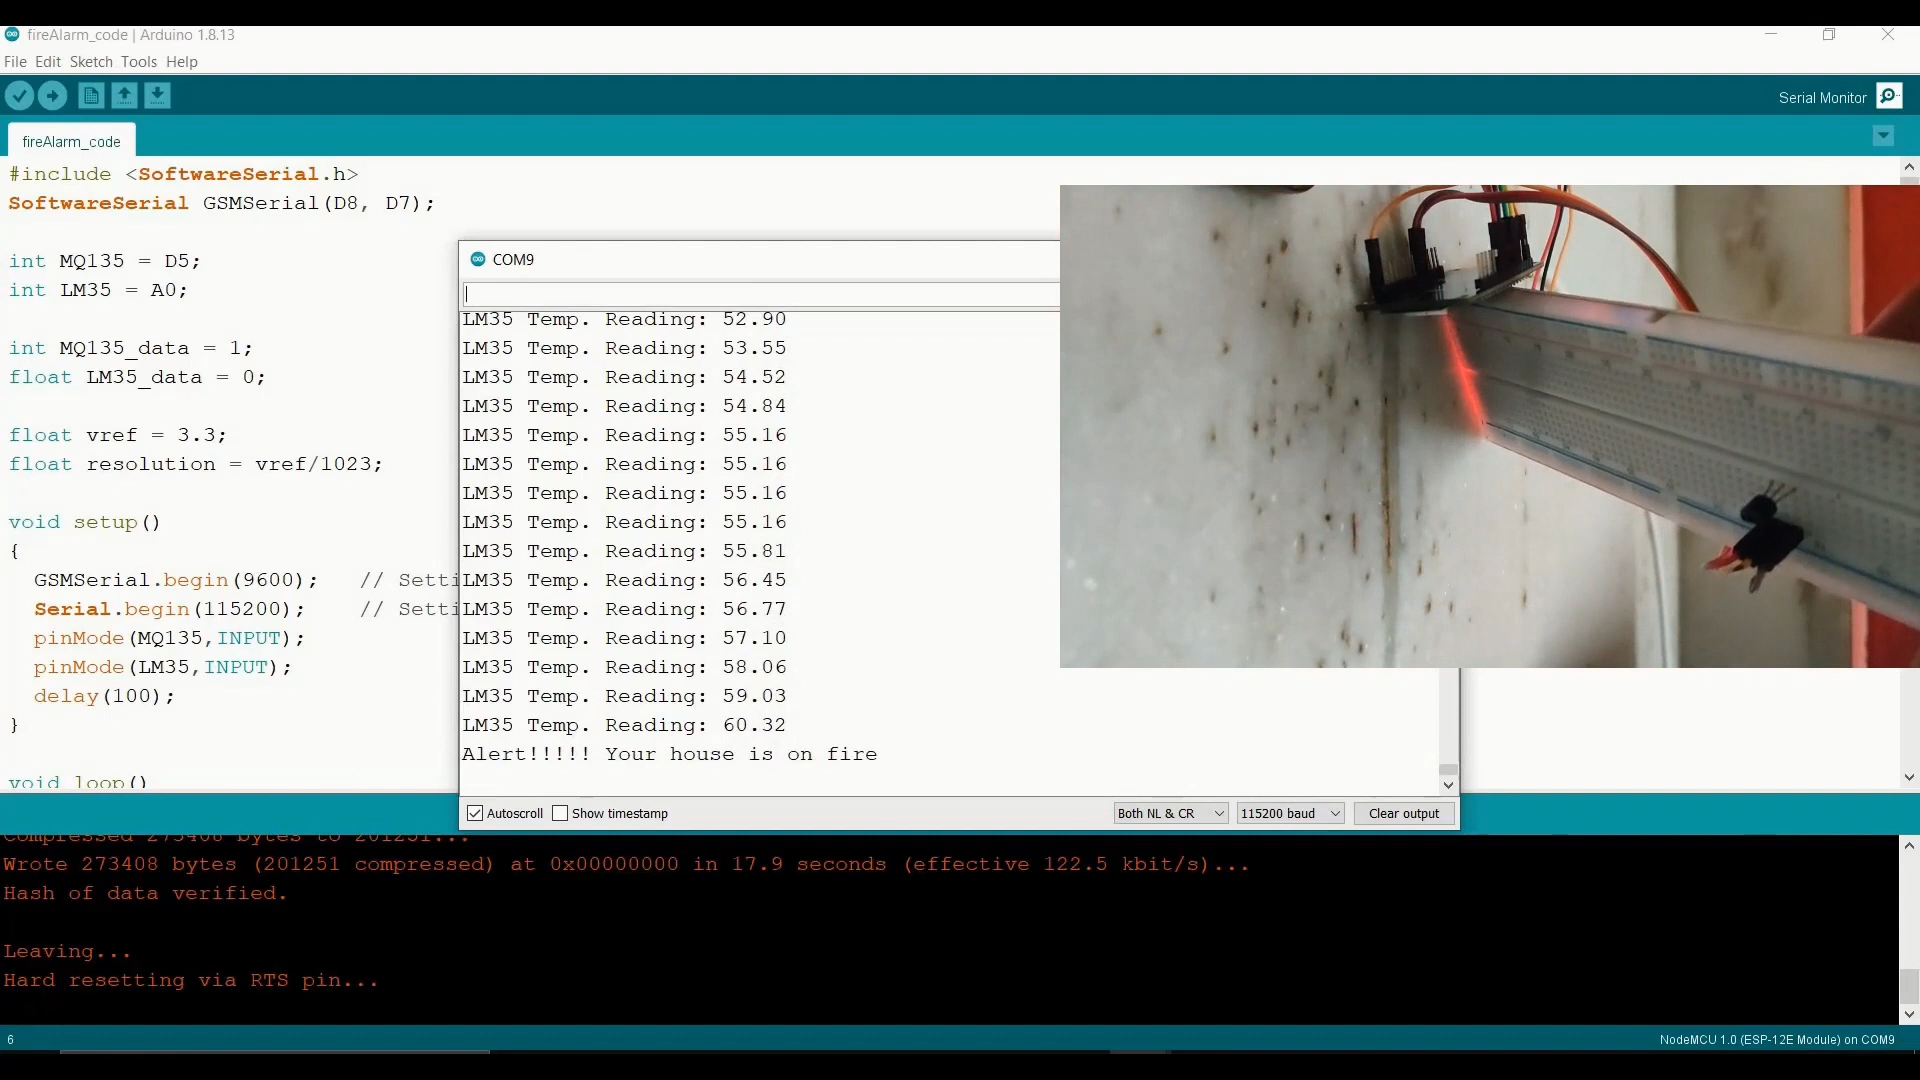 fireAlarm_code | Arduino 1.8.13
File Edit Sketch Tools Help
Serial Monitor
fireAlarm_code
#include <SoftwareSerial.h>
SoftwareSerial GSMSerial(D8, D7);
int MQ135 = D5;
int LM35 = A0;
int MQ135_data = 1;
float LM35_data = 0;
float vref = 3.3;
float resolution = vref/1023;
void setup()
{
GSMSerial.begin(9600); // Setti
Serial.begin(115200); // Setti
pinMode(MQ135,INPUT);
pinMode(LM35,INPUT);
delay(100);
}
void loop()
COM9
LM35 Temp. Reading: 52.90
LM35 Temp. Reading: 53.55
LM35 Temp. Reading: 54.52
LM35 Temp. Reading: 54.84
LM35 Temp. Reading: 55.16
LM35 Temp. Reading: 55.16
LM35 Temp. Reading: 55.16
LM35 Temp. Reading: 55.16
LM35 Temp. Reading: 55.81
LM35 Temp. Reading: 56.45
LM35 Temp. Reading: 56.77
LM35 Temp. Reading: 57.10
LM35 Temp. Reading: 58.06
LM35 Temp. Reading: 59.03
LM35 Temp. Reading: 60.32
Alert!!!!! Your house is on fire
Autoscroll Show timestamp Both NL & CR 115200 baud Clear output
Compressed 273408 bytes to 201251...
Wrote 273408 bytes (201251 compressed) at 0x00000000 in 17.9 seconds (effective 122.5 kbit/s)...
Hash of data verified.
Leaving...
Hard resetting via RTS pin...
6
NodeMCU 1.0 (ESP-12E Module) on COM9